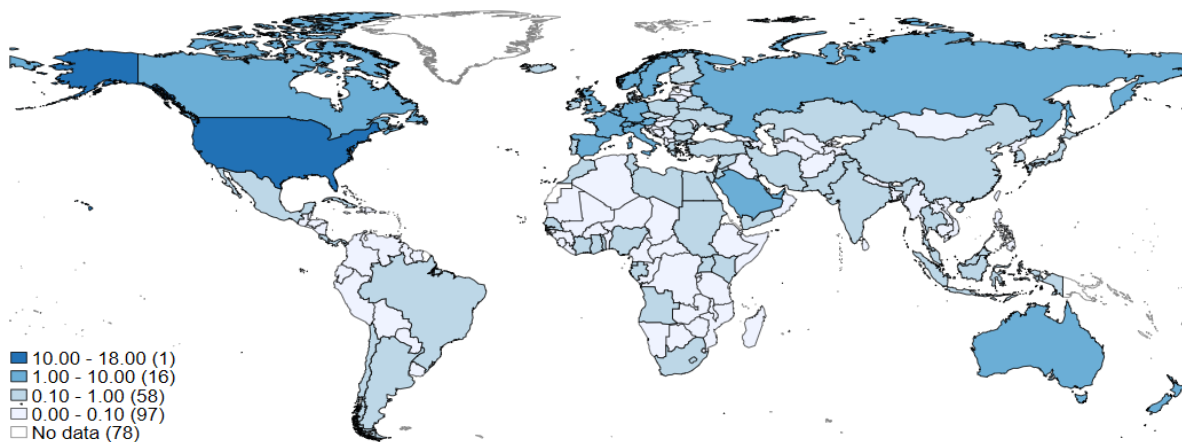 10.00 - 18.00 (1)
1.00 - 10.00 (16)
0.10 - 1.00 (58)
0.00 - 0.10 (97)
No data (78)